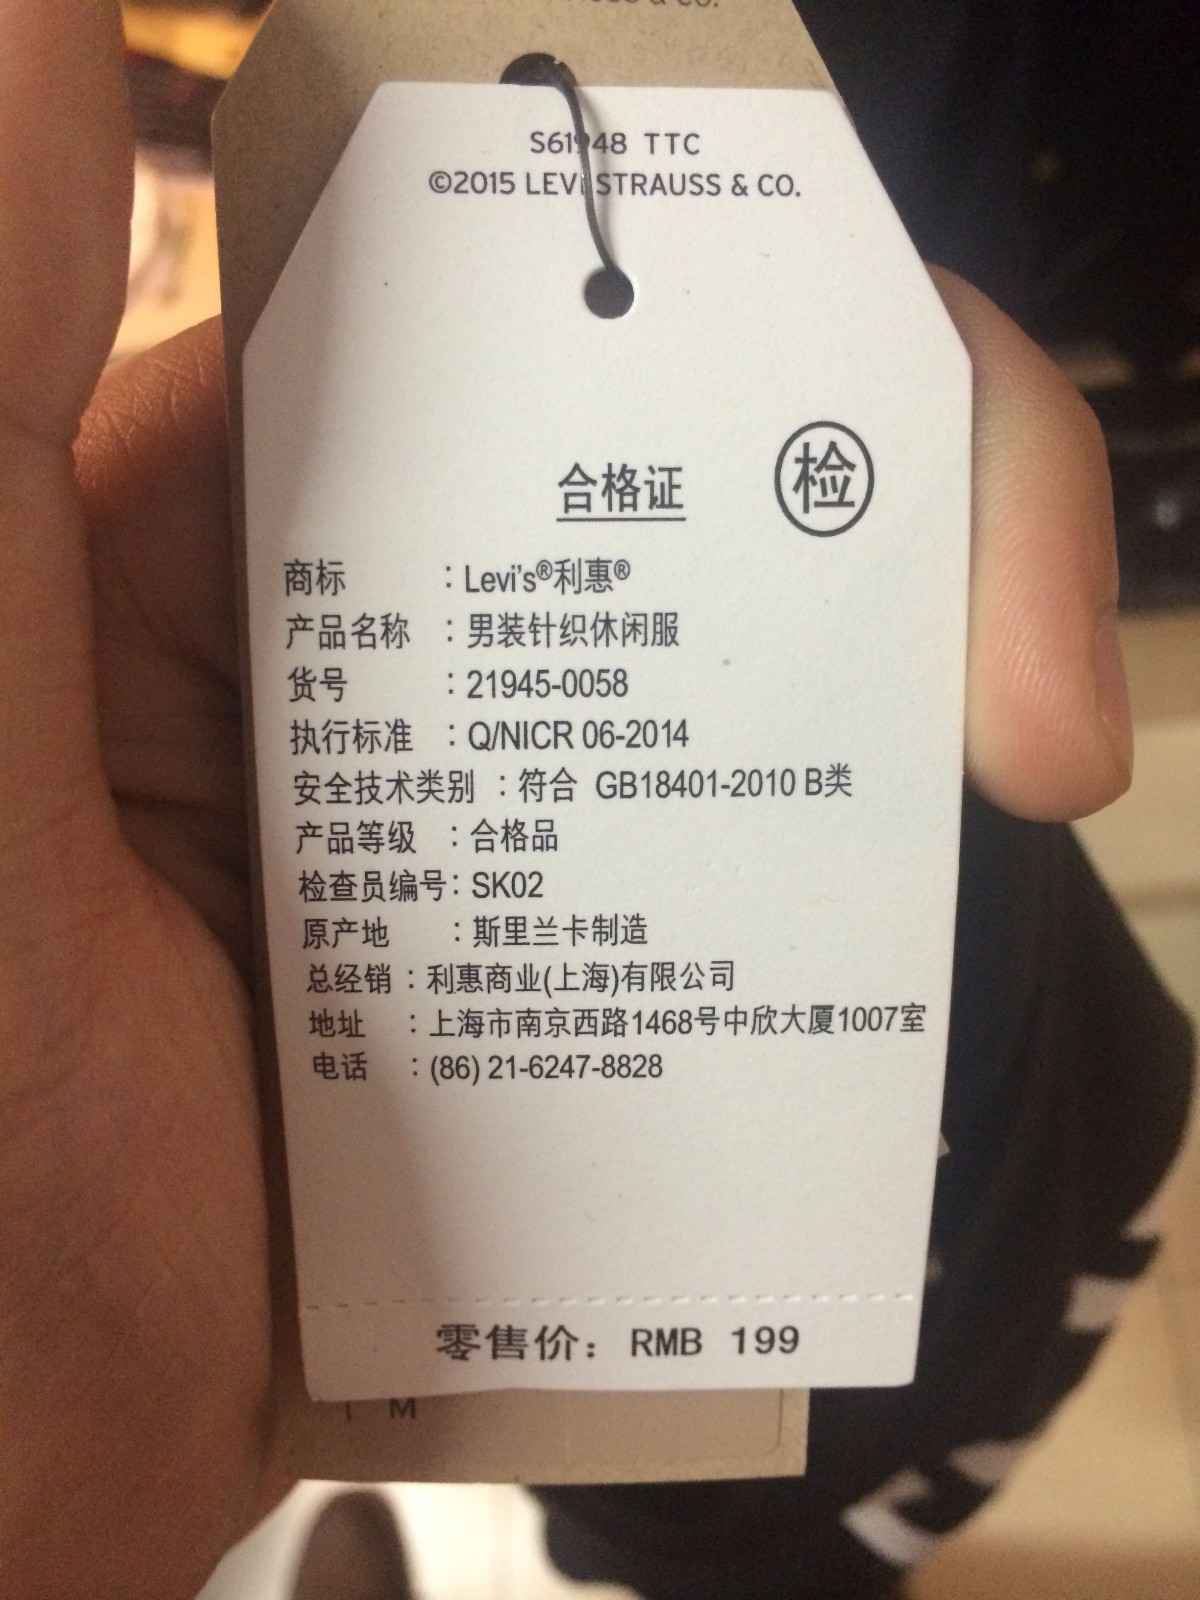 S61948 TTC
©2015 LEVI STRAUSS & CO.
合格证
检
商标 : Levi's®利惠®
产品名称 : 男装针织休闲服
货号 : 21945-0058
执行标准 : Q/NICR 06-2014
安全技术类别 : 符合 GB18401-2010 B类
产品等级 : 合格品
检查员编号: SK02
原产地 : 斯里兰卡制造
总经销 : 利惠商业(上海)有限公司
地址 : 上海市南京西路1468号中欣大厦1007室
电话 : (86) 21-6247-8828
零售价: RMB 199
M